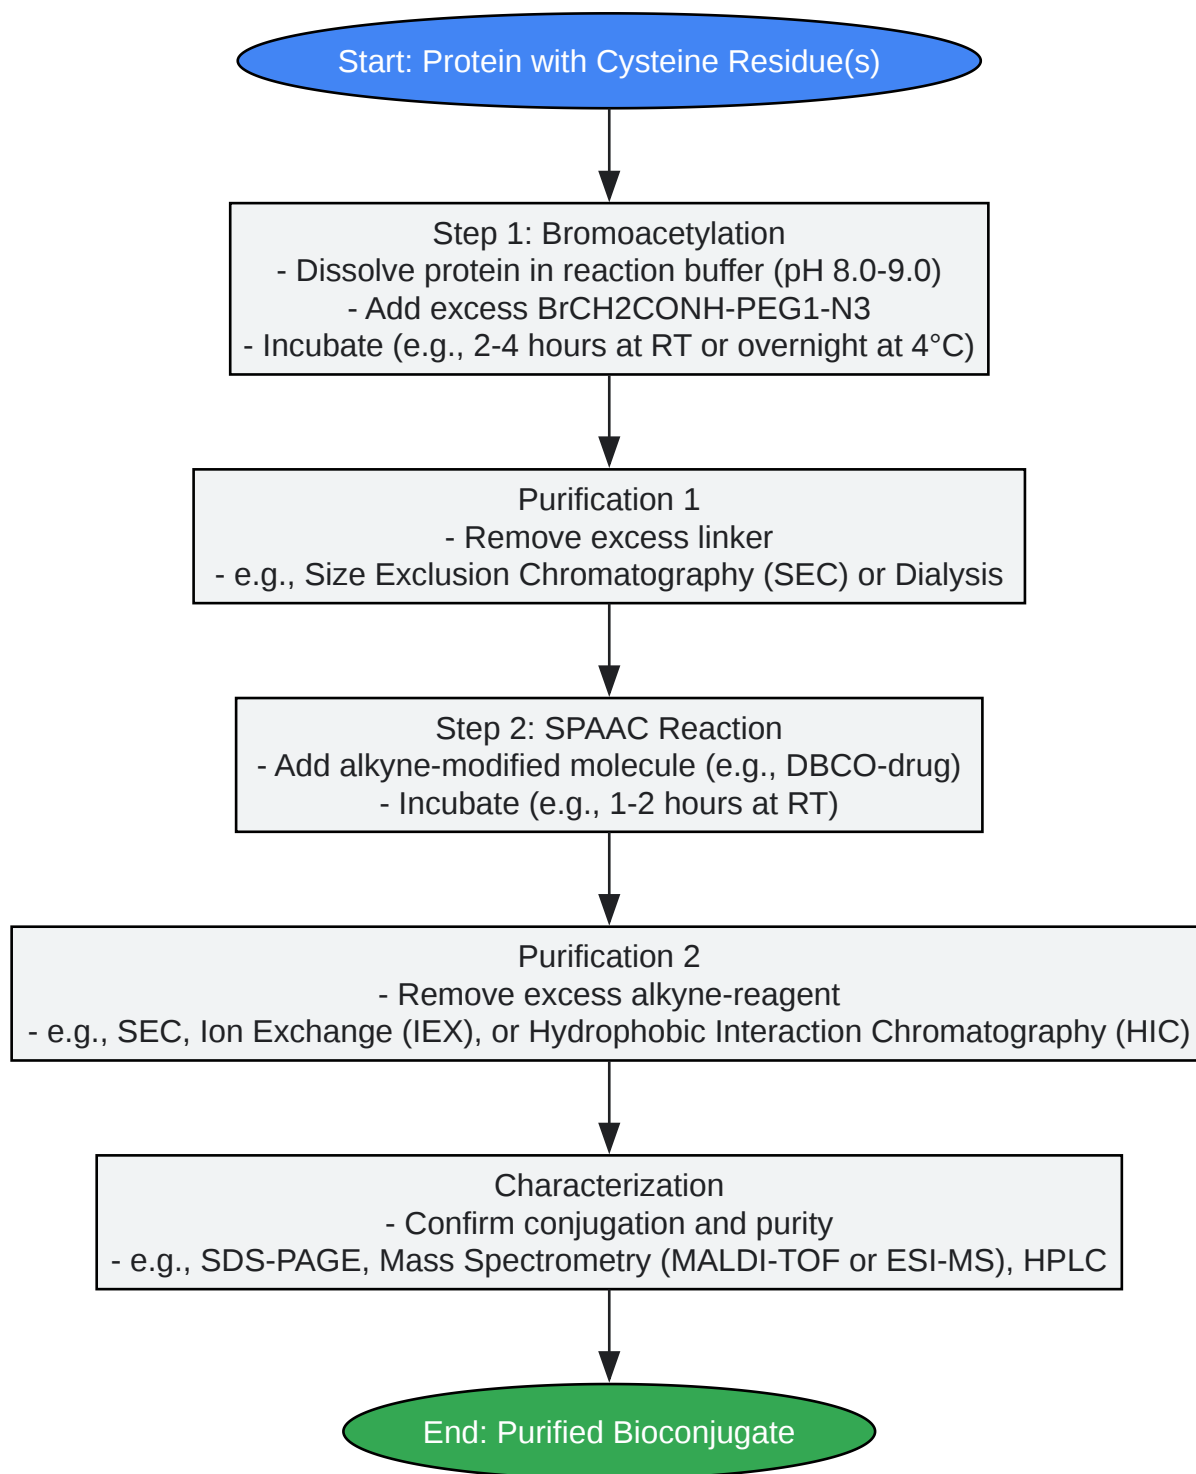 Start: Protein with Cysteine Residue(s)
Step 1: Bromoacetylation
- Dissolve protein in reaction buffer (pH 8.0-9.0)
- Add excess BrCH2CONH-PEG1-N3
- Incubate (e.g., 2-4 hours at RT or overnight at 4°C)
Purification 1
- Remove excess linker
- e.g., Size Exclusion Chromatography (SEC) or Dialysis
Step 2: SPAAC Reaction
- Add alkyne-modified molecule (e.g., DBCO-drug)
- Incubate (e.g., 1-2 hours at RT)
Purification 2
- Remove excess alkyne-reagent
- e.g., SEC, Ion Exchange (IEX), or Hydrophobic Interaction Chromatography (HIC)
Characterization
- Confirm conjugation and purity
- e.g., SDS-PAGE, Mass Spectrometry (MALDI-TOF or ESI-MS), HPLC
End: Purified Bioconjugate